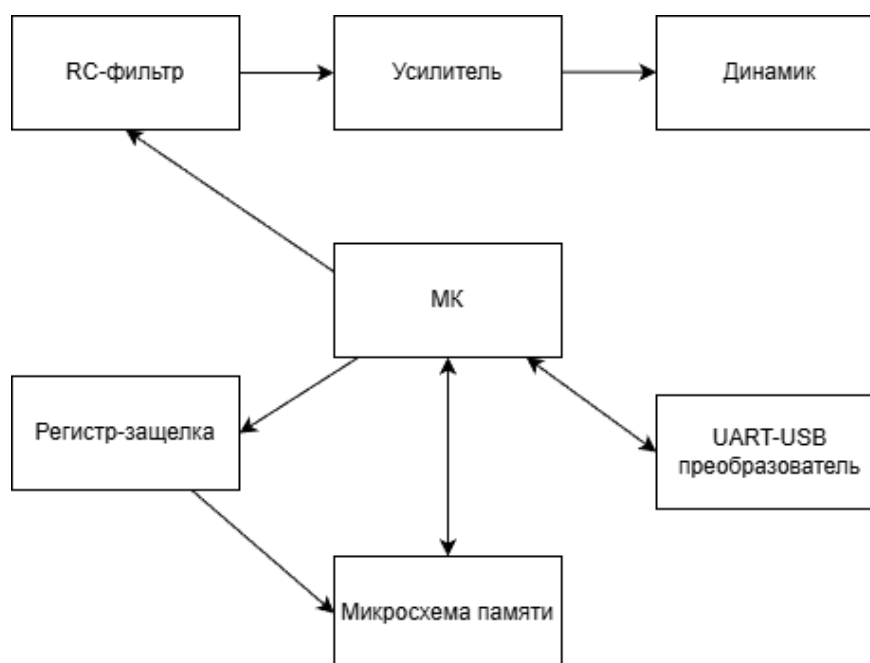 RC-фильтр
Усилитель
Динамик
МК
Регистр-защелка
UART-USB
преобразователь
Микросхема памяти